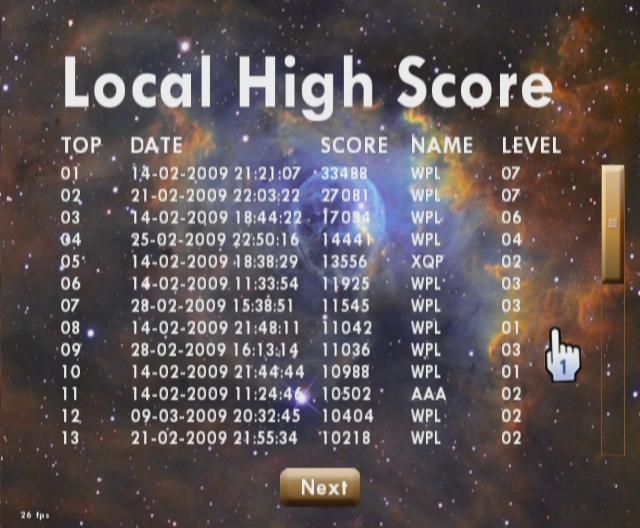 Local High Score
TOP DATE SCORE NAME LEVEL
01 14-02-2009 21:21:07 33488 WPL 07
02 21-02-2009 22:03:22 27081 WPL 07
03 14-02-2009 18:44:22 17034 WPL 06
04 25-02-2009 22:50:16 14441 WPL 04
05 14-02-2009 18:38:29 13556 XQP 02
06 14-02-2009 11:33:54 11925 WPL 03
07 28-02-2009 15:38:51 11545 WPL 03
08 14-02-2009 21:48:11 11042 WPL 01
09 28-02-2009 16:13:14 11036 WPL 03
10 14-02-2009 21:44:44 10988 WPL 01
11 14-02-2009 11:24:46 10502 AAA 02
12 09-03-2009 20:32:45 10404 WPL 02
13 21-02-2009 21:55:34 10218 WPL 02
1
Next
26 fps